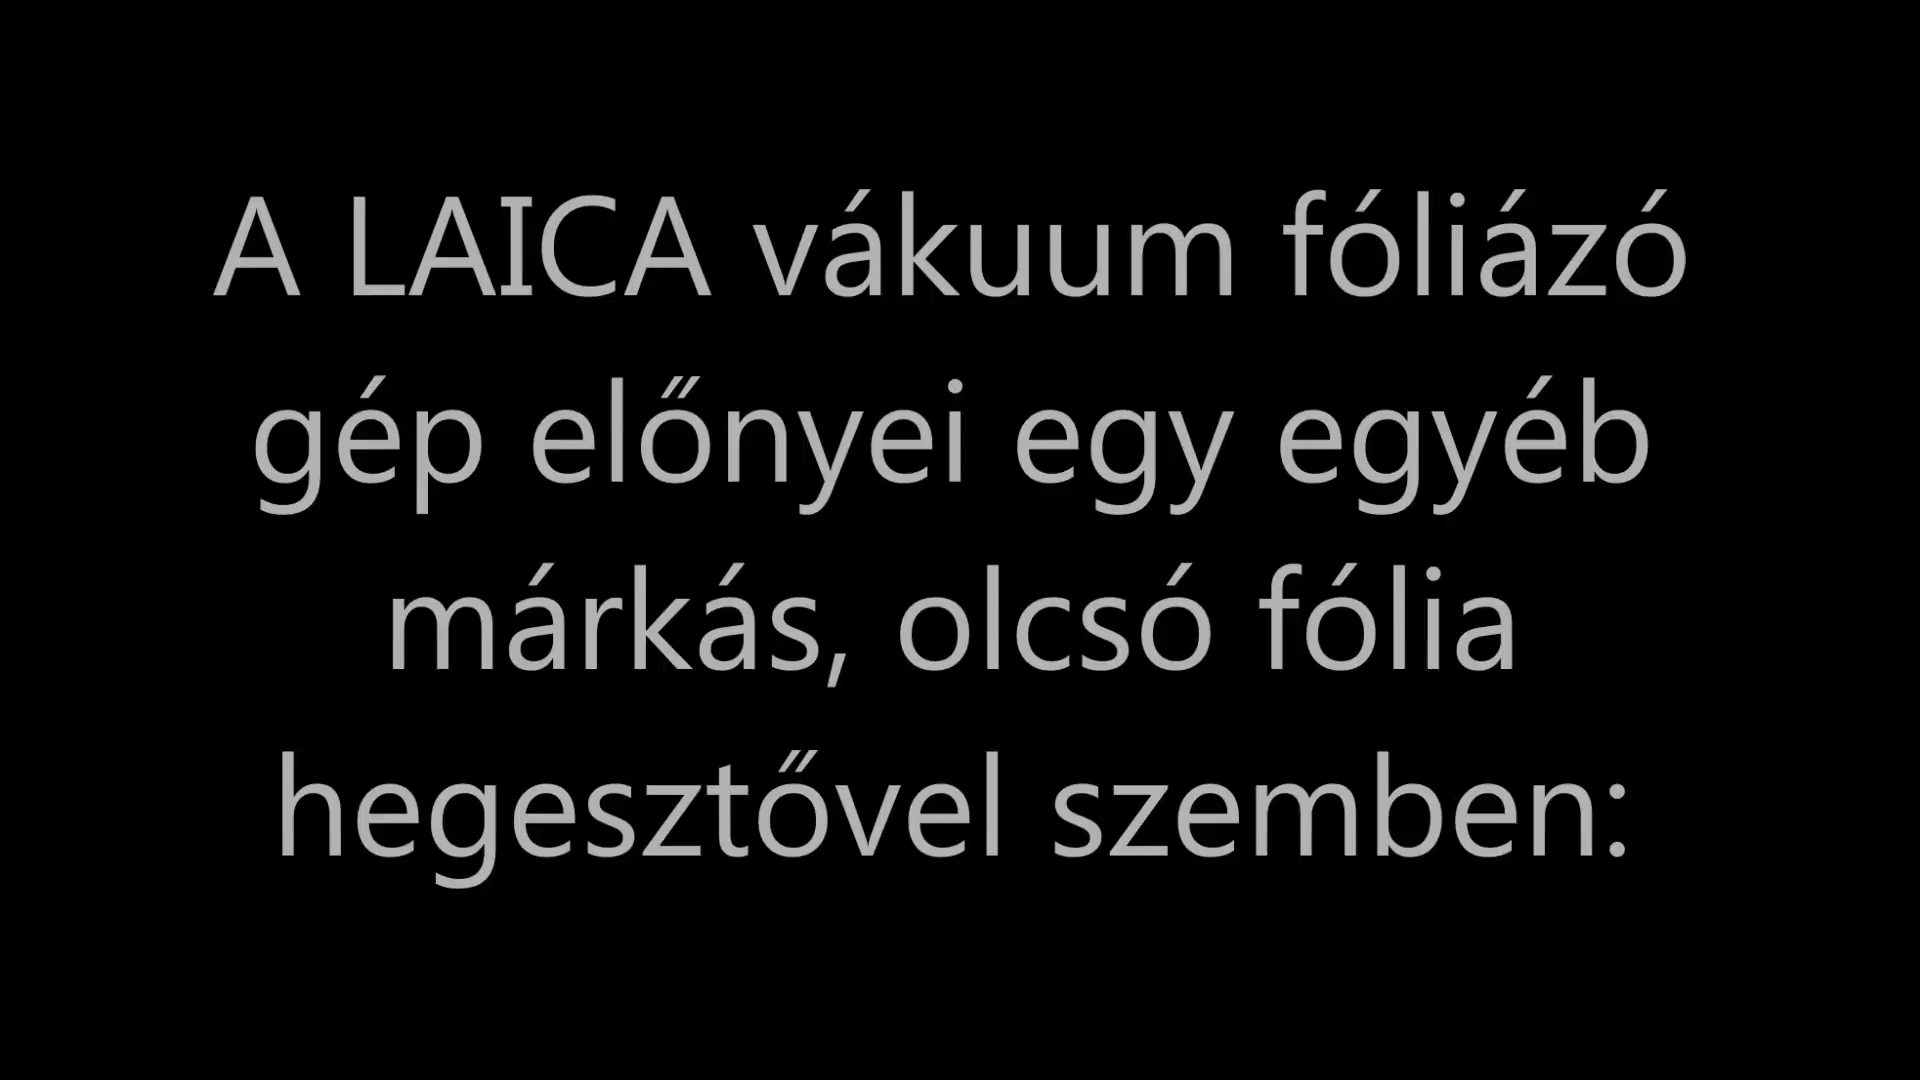 A LAICA vákuum fóliázó
gép előnyei egy egyéb
márkás, olcsó fólia
hegesztővel szemben: